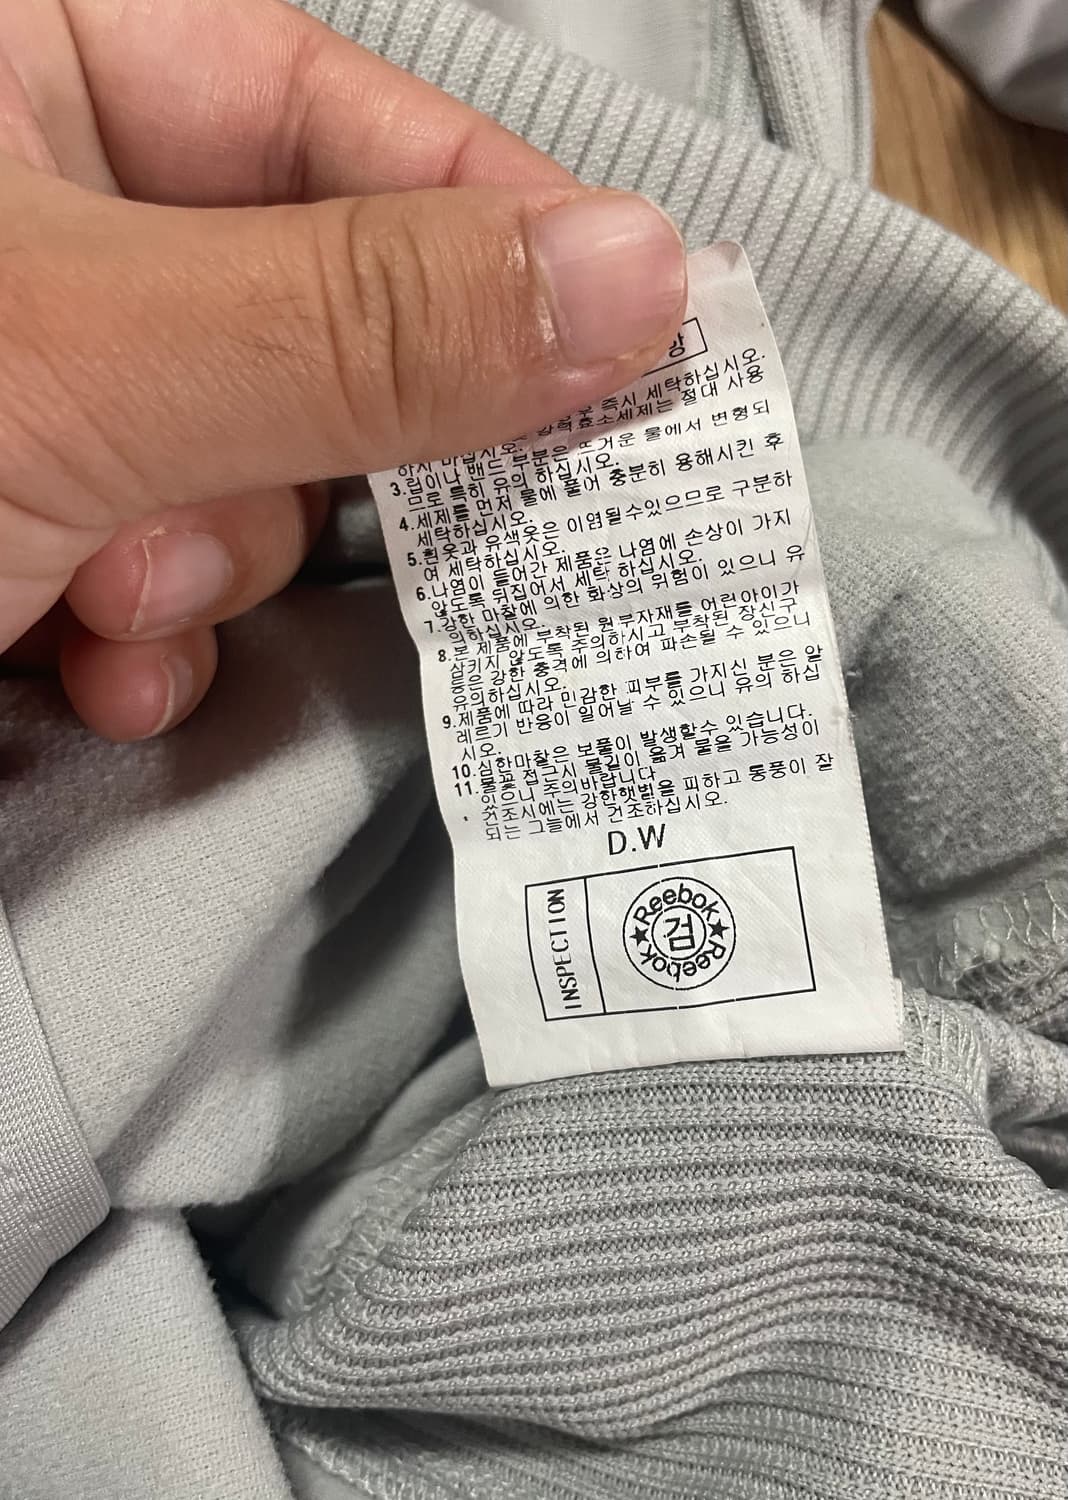 항
즉시 세탁하십시오.
강력효소세제는 절대 사용
하지 마십시오.
3.립이나 밴드 부분은 뜨거운 물에서 변형되
므로 특히 유의 하십시오.
4.세제를 먼저 물에 풀어 충분히 용해시킨 후
세탁하십시오.
5.흰옷과 유색옷은 이염될수있으므로 구분하
여 세탁하십시오.
6.나염이 들어간 제품은 나염에 손상이 가지
않도록 뒤집어서 세탁 하십시오.
7.강한 마찰에 의한 화상의 위험이 있으니 유
의하십시오.
8.본 제품에 부착된 원부자재를 어린아이가
삼키지 않도록 주의하시고 부착된 장신구
등은 강한 충격에 의하여 파손될 수 있으니
유의하십시오.
9.제품에 따라 민감한 피부를 가지신 분은 알
레르기 반응이 일어날 수 있으니 유의 하십
시오.
10.심한마찰은 보풀이 발생할수 있습니다.
11.불꽃 접근시 불길이 옮겨 붙을 가능성이
있으니 주의바랍니다
· 건조시에는 강한햇빛을 피하고 통풍이 잘
되는 그늘에서 건조하십시오.
D.W
INSPECTION
Reebok
검
Reebok